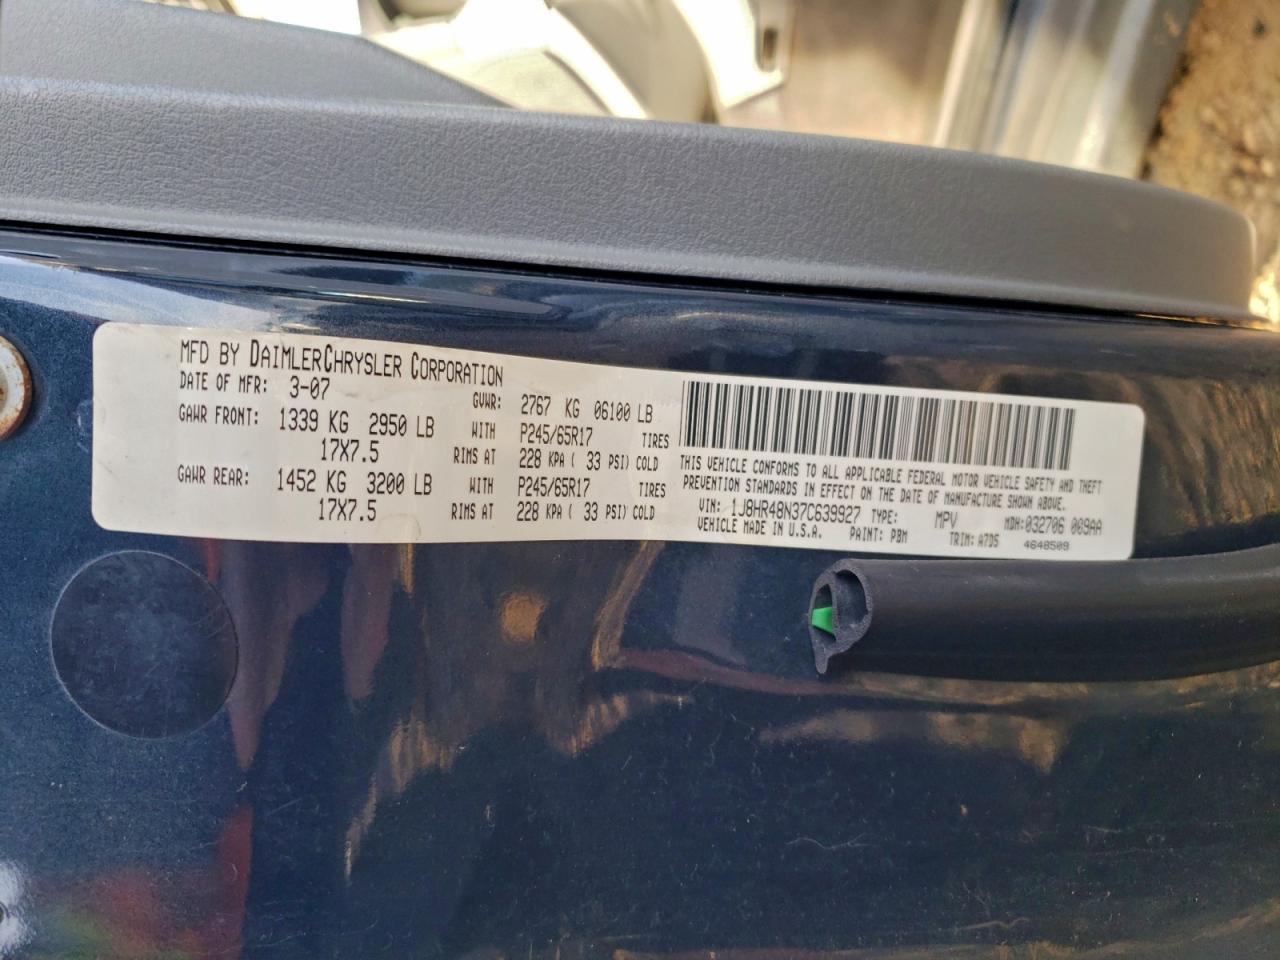 MFD BY DAIMLERCHRYSLER CORPORATION
DATE OF MFR: 3-07 GVWR: 2767 KG 06100 LB
GAWR FRONT: 1339 KG 2950 LB WITH P245/65R17 TIRES
17X7.5 RIMS AT 228 KPA ( 33 PSI) COLD
GAWR REAR: 1452 KG 3200 LB WITH P245/65R17 TIRES
17X7.5 RIMS AT 228 KPA ( 33 PSI) COLD
THIS VEHICLE CONFORMS TO ALL APPLICABLE FEDERAL MOTOR VEHICLE SAFETY AND THEFT
PREVENTION STANDARDS IN EFFECT ON THE DATE OF MANUFACTURE SHOWN ABOVE.
VIN: 1J8HR48N37C639927 TYPE: MPV MDH:032706 009AA
VEHICLE MADE IN U.S.A. PAINT: PBM TRIM: A7D5 4648509